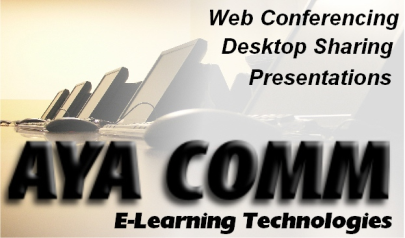 Web Conferencing
Desktop Sharing
Presentations
AYA COMM
E-Learning Technologies